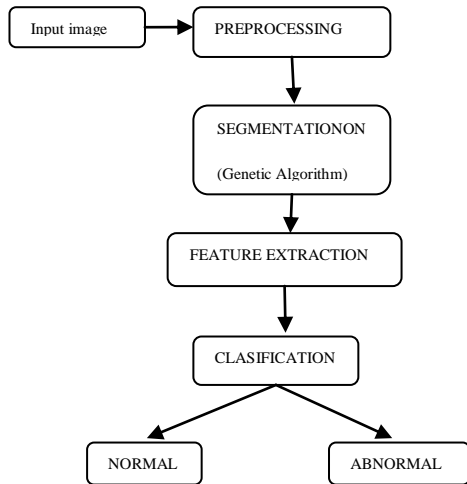 Input image
PREPROCESSING
SEGMENTATIONON
(Genetic Algorithm)
FEATURE EXTRACTION
CLASIFICATION
NORMAL
ABNORMAL